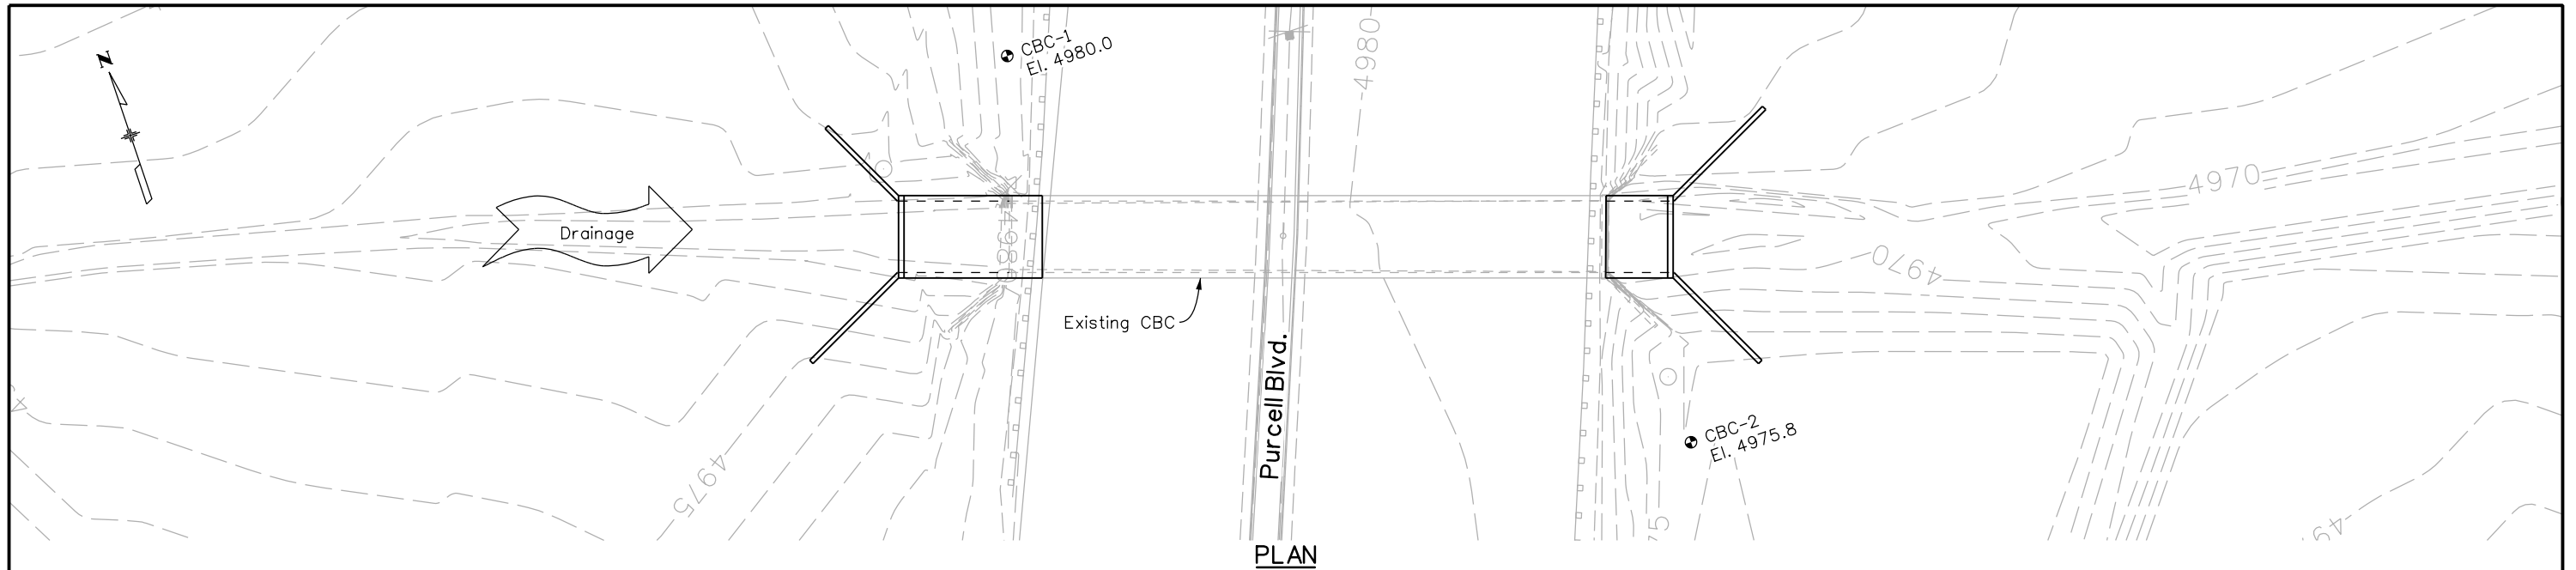 N
CBC-1
El. 4980.0
4980
4970
Drainage
4980
4970
Existing CBC
Purcell Blvd.
CBC-2
El. 4975.8
4975
PLAN